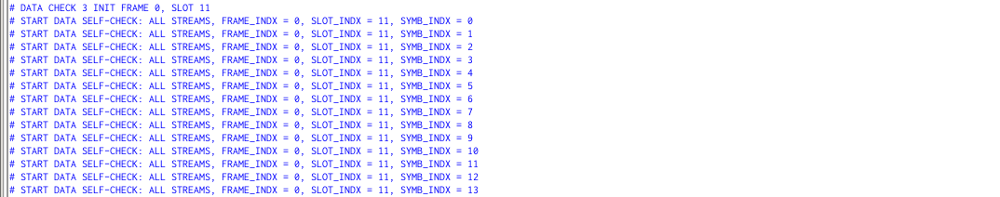 # DATA CHECK 3 INIT FRAME 0, SLOT 11
# START DATA SELF-CHECK: ALL STREAMS, FRAME_INDX = 0, SLOT_INDX = 11, SYMB_INDX = 0
# START DATA SELF-CHECK: ALL STREAMS, FRAME_INDX = 0, SLOT_INDX = 11, SYMB_INDX = 1
# START DATA SELF-CHECK: ALL STREAMS, FRAME_INDX = 0, SLOT_INDX = 11, SYMB_INDX = 2
# START DATA SELF-CHECK: ALL STREAMS, FRAME_INDX = 0, SLOT_INDX = 11, SYMB_INDX = 3
# START DATA SELF-CHECK: ALL STREAMS, FRAME_INDX = 0, SLOT_INDX = 11, SYMB_INDX = 4
# START DATA SELF-CHECK: ALL STREAMS, FRAME_INDX = 0, SLOT_INDX = 11, SYMB_INDX = 5
# START DATA SELF-CHECK: ALL STREAMS, FRAME_INDX = 0, SLOT_INDX = 11, SYMB_INDX = 6
# START DATA SELF-CHECK: ALL STREAMS, FRAME_INDX = 0, SLOT_INDX = 11, SYMB_INDX = 7
# START DATA SELF-CHECK: ALL STREAMS, FRAME_INDX = 0, SLOT_INDX = 11, SYMB_INDX = 8
# START DATA SELF-CHECK: ALL STREAMS, FRAME_INDX = 0, SLOT_INDX = 11, SYMB_INDX = 9
# START DATA SELF-CHECK: ALL STREAMS, FRAME_INDX = 0, SLOT_INDX = 11, SYMB_INDX = 10
# START DATA SELF-CHECK: ALL STREAMS, FRAME_INDX = 0, SLOT_INDX = 11, SYMB_INDX = 11
# START DATA SELF-CHECK: ALL STREAMS, FRAME_INDX = 0, SLOT_INDX = 11, SYMB_INDX = 12
# START DATA SELF-CHECK: ALL STREAMS, FRAME_INDX = 0, SLOT_INDX = 11, SYMB_INDX = 13